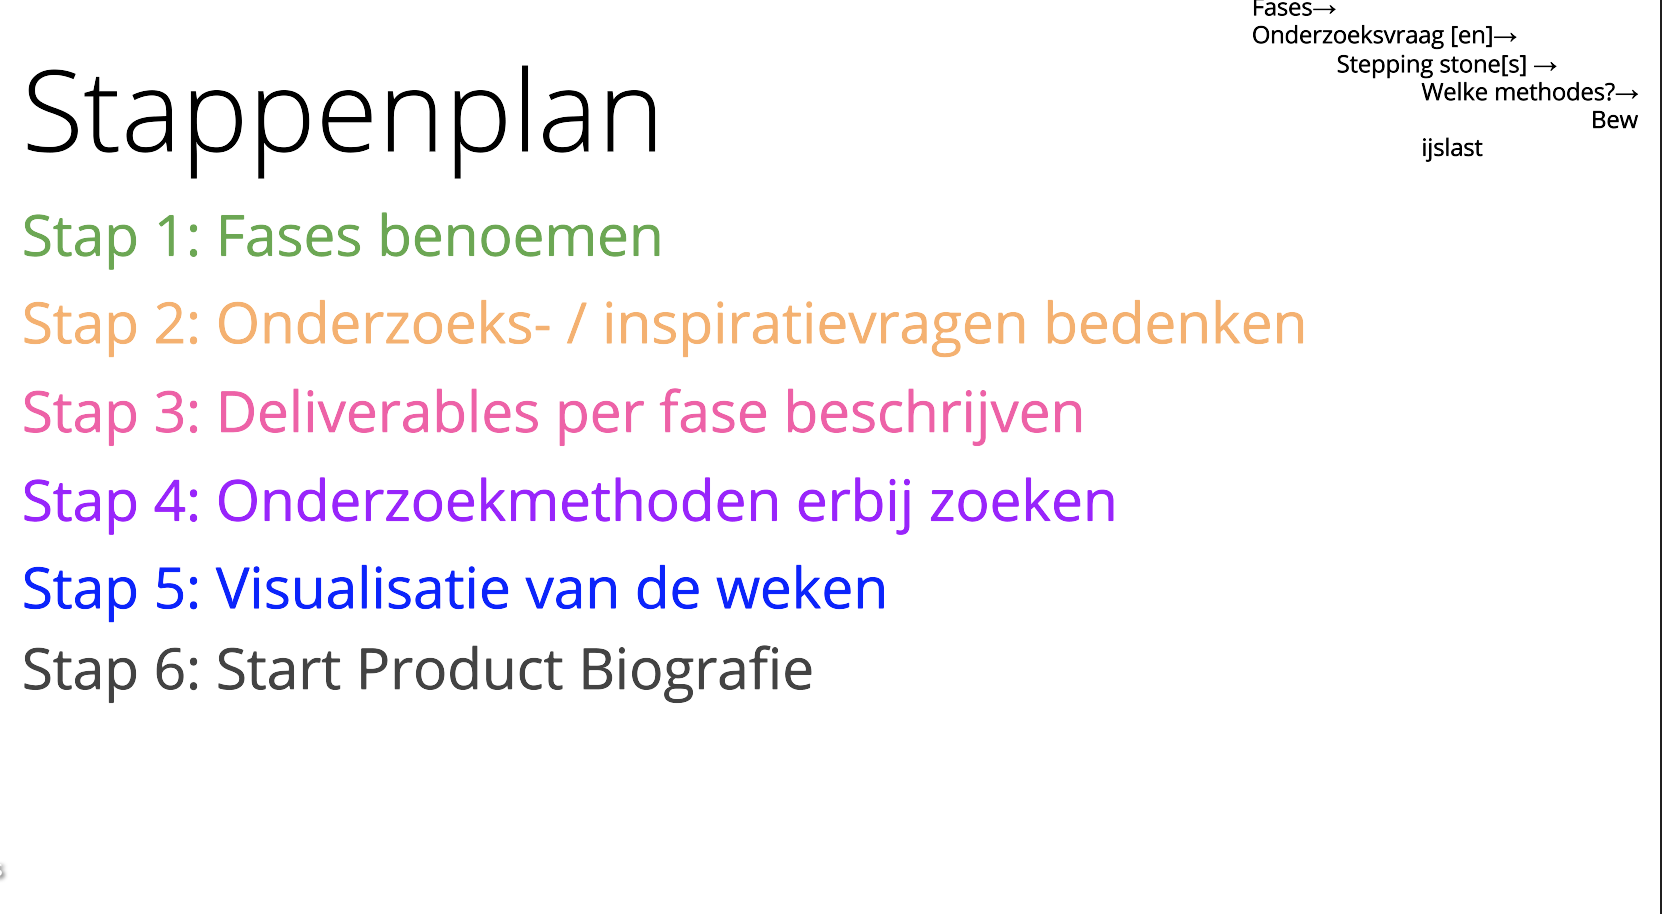 Fases→
Onderzoeksvraag [en]→
Stepping stone[s] →
Welke methodes?→
Bew
ijslast
Stappenplan
Stap 1: Fases benoemen
Stap 2: Onderzoeks- / inspiratievragen bedenken
Stap 3: Deliverables per fase beschrijven
Stap 4: Onderzoekmethoden erbij zoeken
Stap 5: Visualisatie van de weken
Stap 6: Start Product Biografie